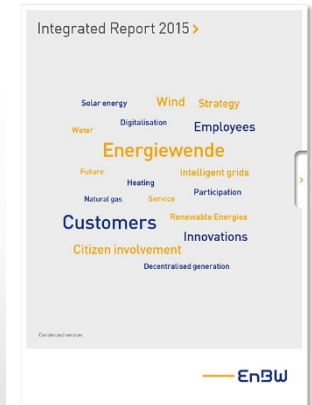 Integrated Report 2015 >
Solar energy Wind Strategy
Digitalisation
Water Employees
Energiewende
Future Intelligent grids
Heating
Participation
Natural gas Service
Customers Renewable Energies
Innovations
Citizen involvement
Decentralised generation
>
Condensed version
EnBW